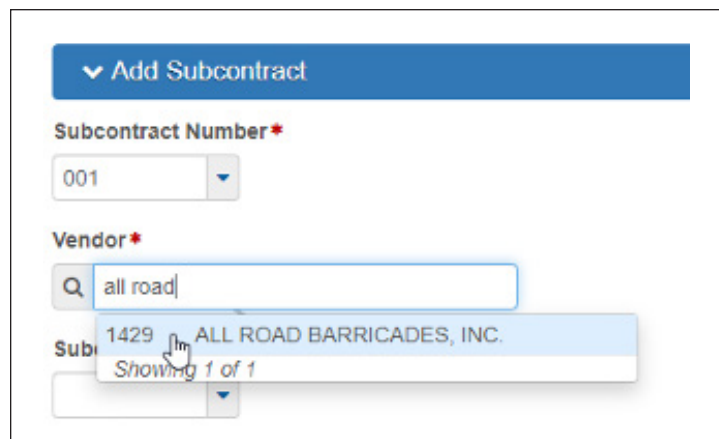 Add Subcontract
Subcontract Number*
001
Vendor*
all road
1429 ALL ROAD BARRICADES, INC.
Showing 1 of 1